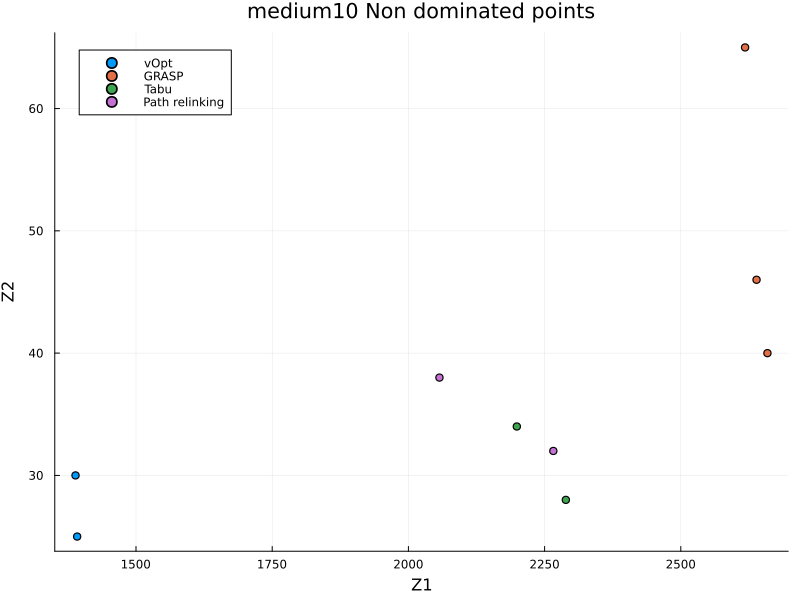 medium10 Non dominated points
vOpt
GRASP
Tabu
Path relinking
60
50
40
30
Z2
1500 1750 2000 2250 2500
Z1